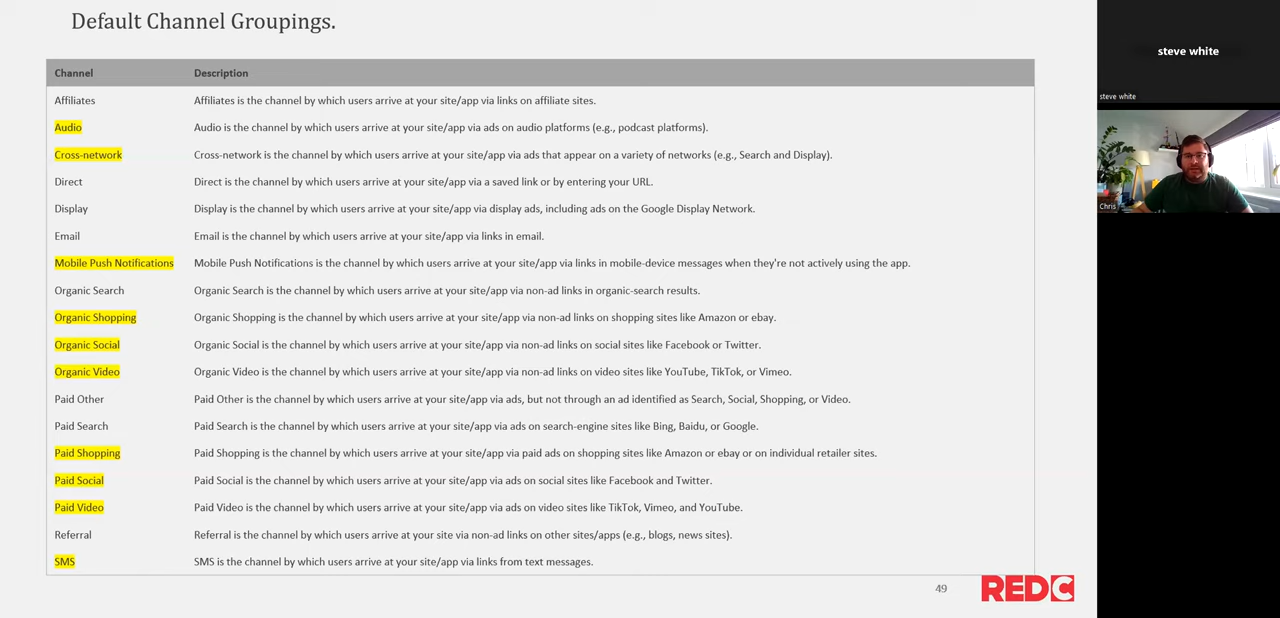 Default Channel Groupings.
Channel Description
Affiliates Affiliates is the channel by which users arrive at your site/app via links on affiliate sites.
Audio Audio is the channel by which users arrive at your site/app via ads on audio platforms (e.g., podcast platforms).
Cross-network Cross-network is the channel by which users arrive at your site/app via ads that appear on a variety of networks (e.g., Search and Display).
Direct Direct is the channel by which users arrive at your site/app via a saved link or by entering your URL.
Display Display is the channel by which users arrive at your site/app via display ads, including ads on the Google Display Network.
Email Email is the channel by which users arrive at your site/app via links in email.
Mobile Push Notifications Mobile Push Notifications is the channel by which users arrive at your site/app via links in mobile-device messages when they're not actively using the app.
Organic Search Organic Search is the channel by which users arrive at your site/app via non-ad links in organic-search results.
Organic Shopping Organic Shopping is the channel by which users arrive at your site/app via non-ad links on shopping sites like Amazon or ebay.
Organic Social Organic Social is the channel by which users arrive at your site/app via non-ad links on social sites like Facebook or Twitter.
Organic Video Organic Video is the channel by which users arrive at your site/app via non-ad links on video sites like YouTube, TikTok, or Vimeo.
Paid Other Paid Other is the channel by which users arrive at your site/app via ads, but not through an ad identified as Search, Social, Shopping, or Video.
Paid Search Paid Search is the channel by which users arrive at your site/app via ads on search-engine sites like Bing, Baidu, or Google.
Paid Shopping Paid Shopping is the channel by which users arrive at your site/app via paid ads on shopping sites like Amazon or ebay or on individual retailer sites.
Paid Social Paid Social is the channel by which users arrive at your site/app via ads on social sites like Facebook and Twitter.
Paid Video Paid Video is the channel by which users arrive at your site/app via ads on video sites like TikTok, Vimeo, and YouTube.
Referral Referral is the channel by which users arrive at your site via non-ad links on other sites/apps (e.g., blogs, news sites).
SMS SMS is the channel by which users arrive at your site/app via links from text messages.
49
REDC
steve white
steve white
Chris